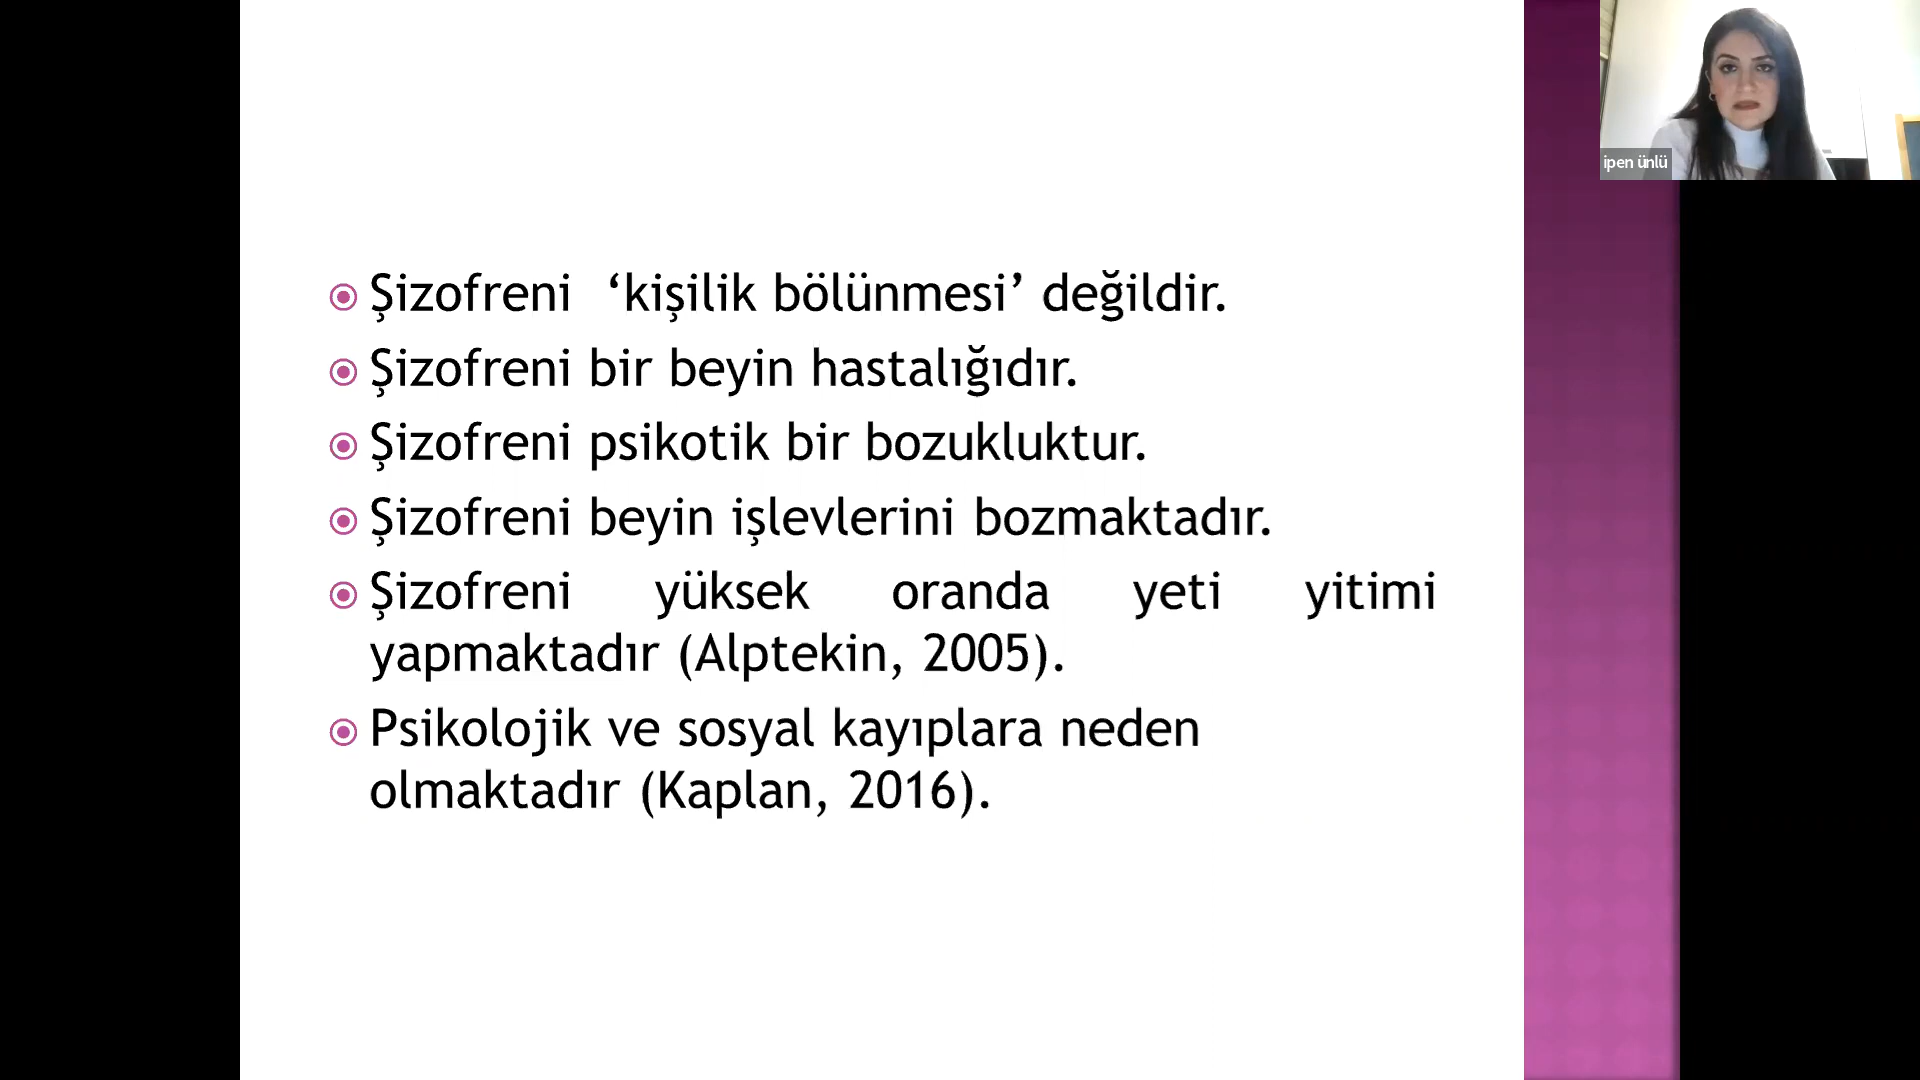 Şizofreni ‘kişilik bölünmesi’ değildir.
Şizofreni bir beyin hastalığıdır.
Şizofreni psikotik bir bozukluktur.
Şizofreni beyin işlevlerini bozmaktadır.
Şizofreni yüksek oranda yeti yitimi
yapmaktadır (Alptekin, 2005).
Psikolojik ve sosyal kayıplara neden
olmaktadır (Kaplan, 2016).
ipen ünlü